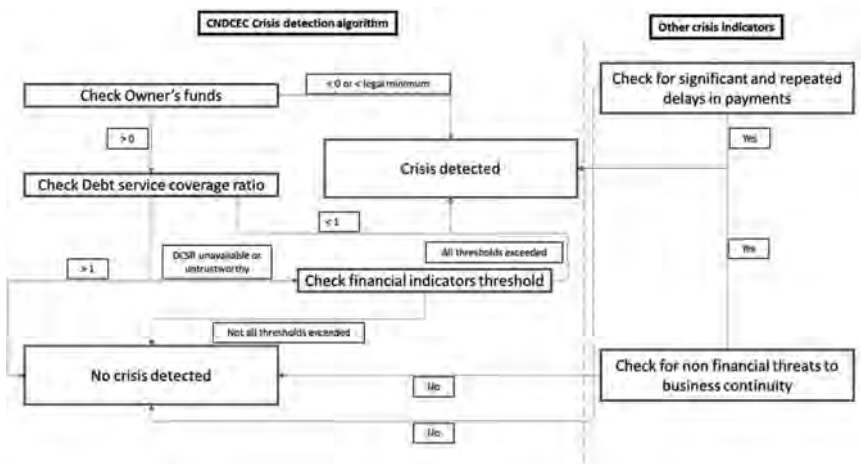 CNDCEC Crisis detection algorithm
Other crisis indicators
Check Owner's funds
< 0 or < legal minimum
Check for significant and repeated
delays in payments
> 0
Yes
Check Debt service coverage ratio
Crisis detected
< 1
DCSR unavailable or
untrustworthy
All thresholds exceeded
Yes
> 1
Check financial indicators threshold
Not all thresholds exceeded
No crisis detected
Check for non financial threats to
business continuity
No
No